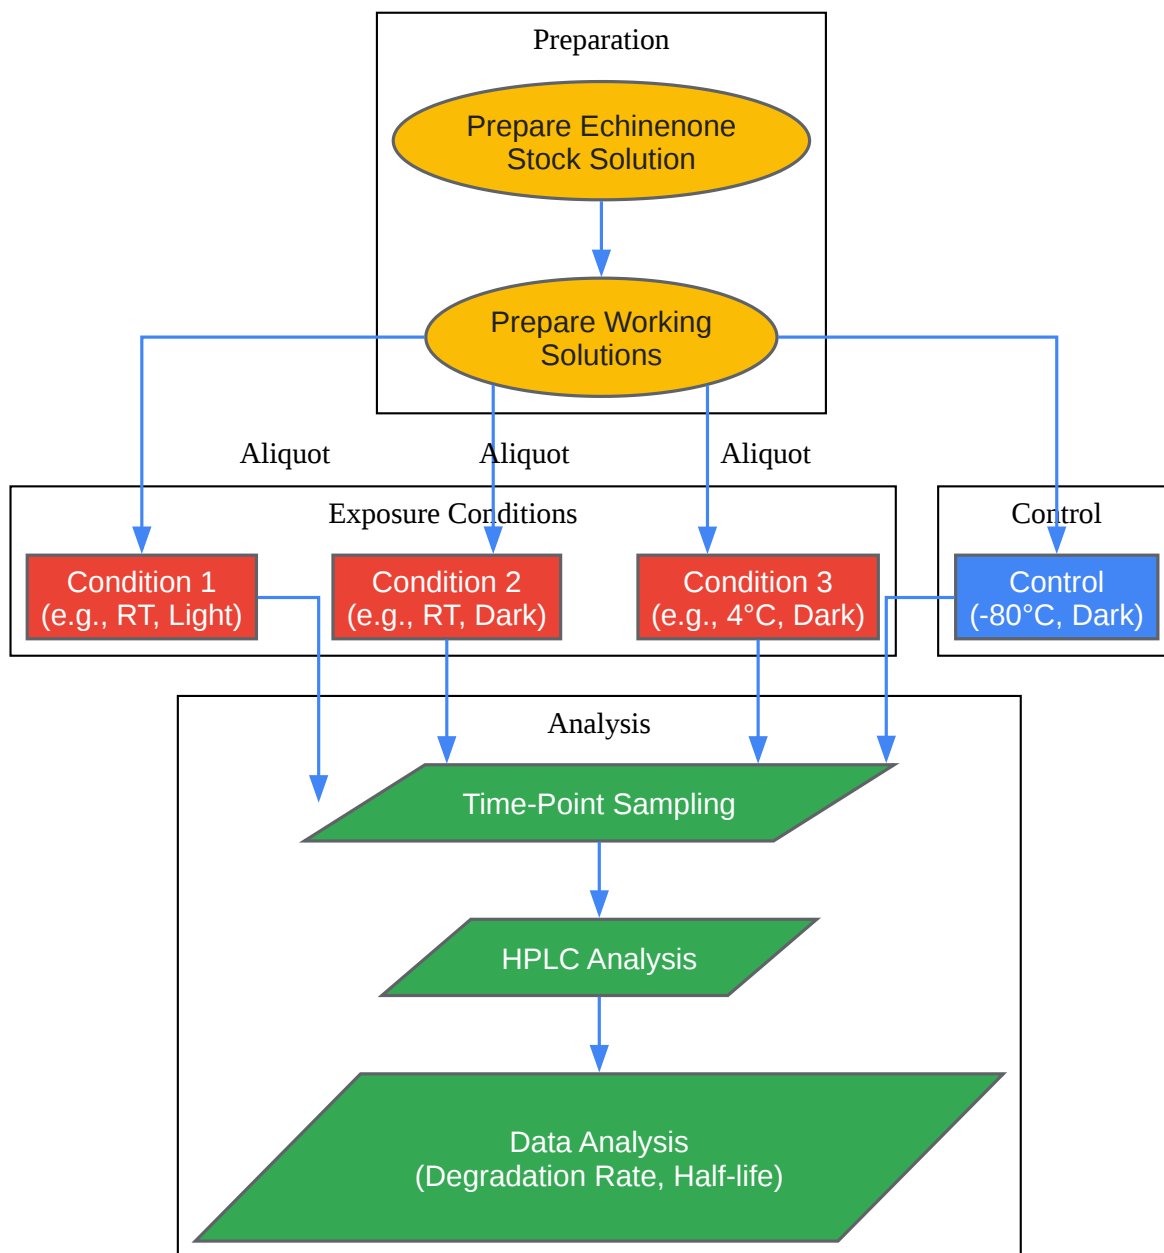 Preparation
Prepare Echinenone
Stock Solution
Prepare Working
Solutions
Aliquot
Aliquot
Aliquot
Exposure Conditions
Control
Condition 1
(e.g., RT, Light)
Condition 2
(e.g., RT, Dark)
Condition 3
(e.g., 4°C, Dark)
Control
(-80°C, Dark)
Analysis
Time-Point Sampling
HPLC Analysis
Data Analysis
(Degradation Rate, Half-life)